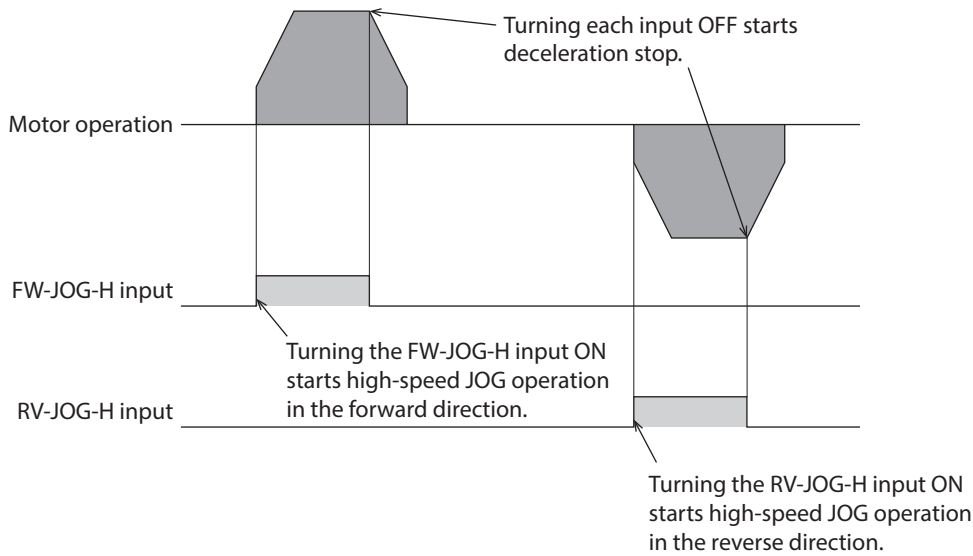 Turning each input OFF starts
deceleration stop.
Motor operation
FW-JOG-H input
Turning the FW-JOG-H input ON
starts high-speed JOG operation
in the forward direction.
RV-JOG-H input
Turning the RV-JOG-H input ON
starts high-speed JOG operation
in the reverse direction.